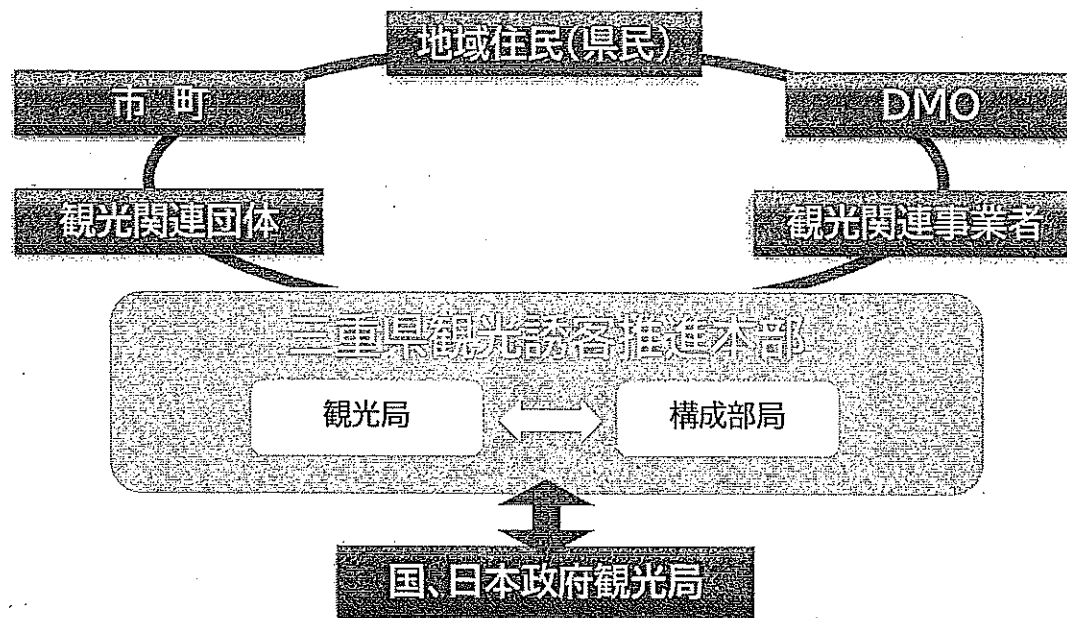 地域住民(県民)
市 町
DMO
観光関連団体
観光関連事業者
三重県観光誘客推進本部
観光局
構成部局
国、日本政府観光局